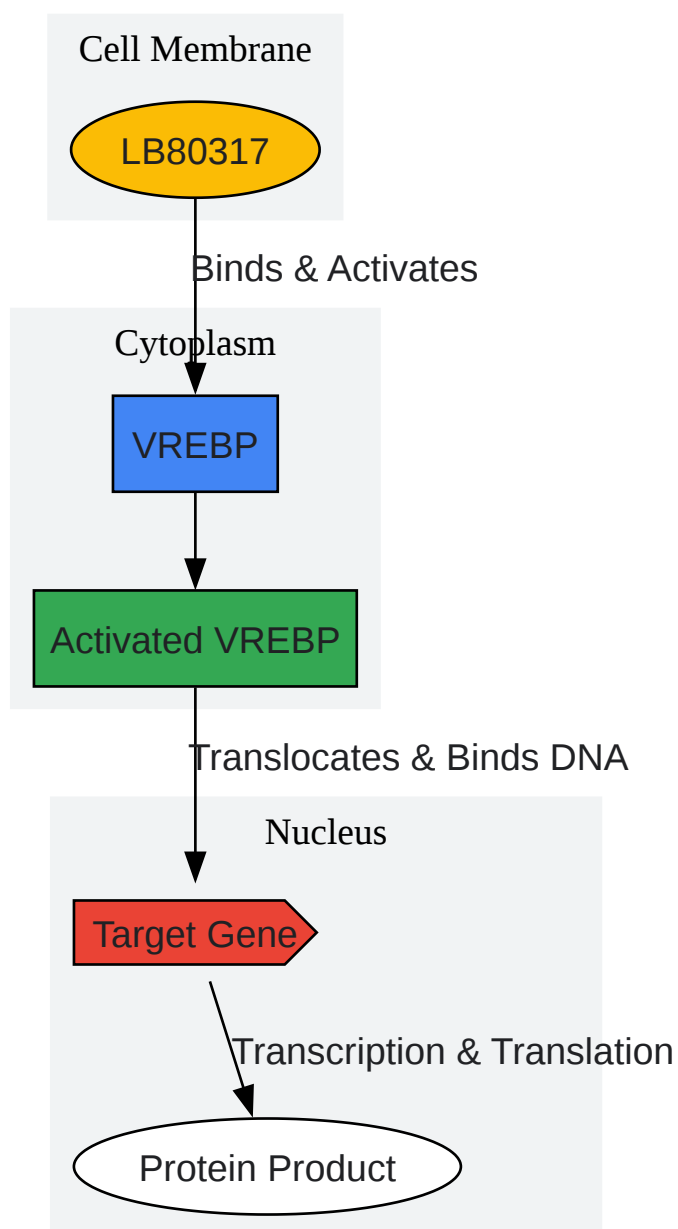 Cell Membrane
LB80317
Binds & Activates
Cytoplasm
VREBP
Activated VREBP
Translocates & Binds DNA
Nucleus
Target Gene
Transcription & Translation
Protein Product